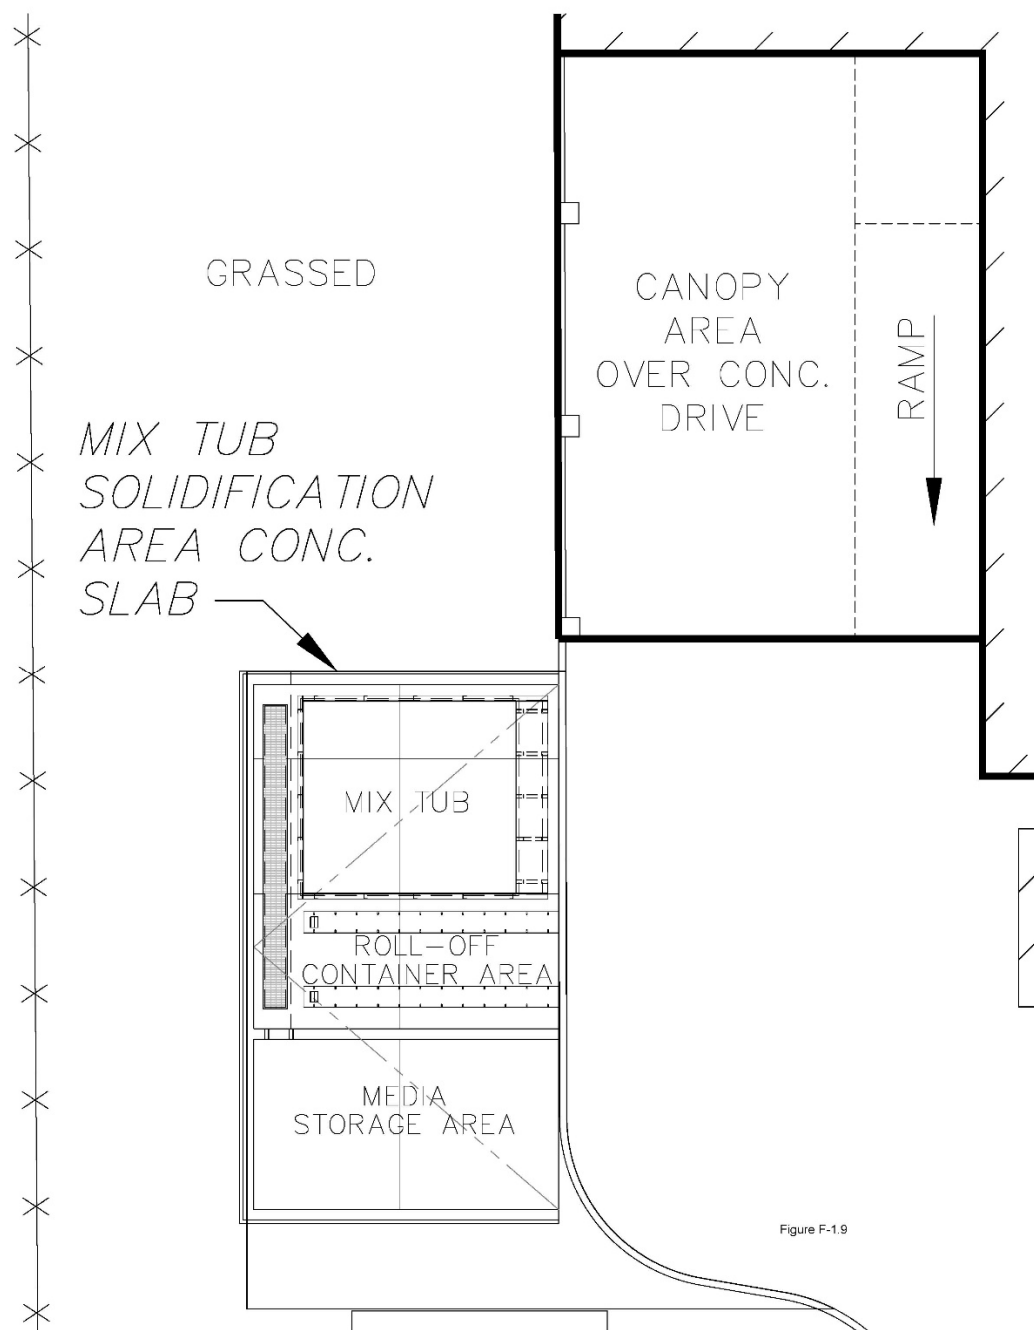 GRASSED
CANOPY
AREA
OVER CONC.
DRIVE
RAMP
MIX TUB
SOLIDIFICATION
AREA CONC.
SLAB
MIX TUB
ROLL-OFF
CONTAINER AREA
MEDIA
STORAGE AREA
Figure F-1.9